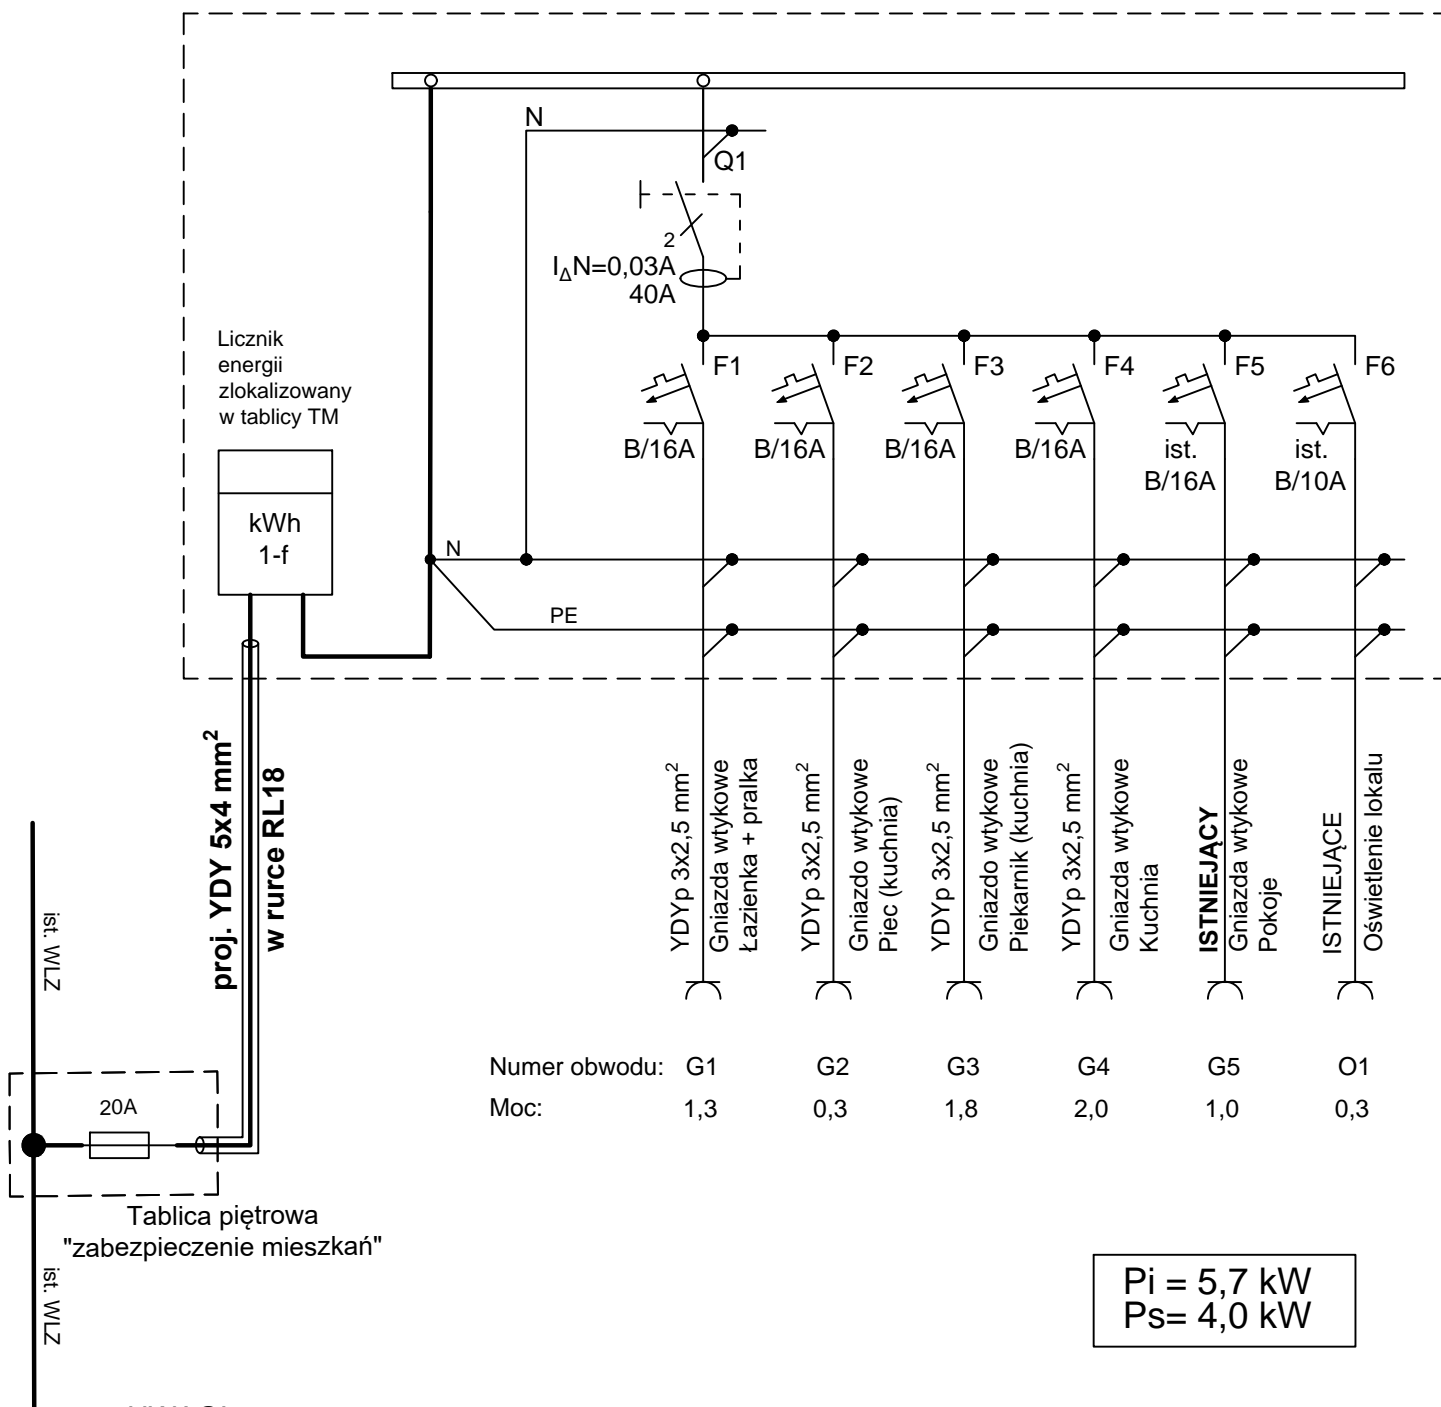 N
Q1
2
I∆N=0,03A
40A
Licznik
energii
zlokalizowany
w tablicy TM
kWh
1-f
F1
F2
F3
F4
F5
F6
B/16A
B/16A
B/16A
B/16A
ist.
B/16A
ist.
B/10A
N
PE
proj. YDY 5x4 mm²
w rurce RL18
YDYp 3x2,5 mm²
Gniazda wtykowe
Łazienka + pralka
YDYp 3x2,5 mm²
Gniazdo wtykowe
Piec (kuchnia)
YDYp 3x2,5 mm²
Gniazdo wtykowe
Piekarnik (kuchnia)
YDYp 3x2,5 mm²
Gniazda wtykowe
Kuchnia
ISTNIEJĄCY
Gniazda wtykowe
Pokoje
ISTNIEJĄCE
Oświetlenie lokalu
ist. WLZ
Numer obwodu: G1 G2 G3 G4 G5 O1
Moc: 1,3 0,3 1,8 2,0 1,0 0,3
20A
Tablica piętrowa
"zabezpieczenie mieszkań"
ist. WLZ
Pi = 5,7 kW
Ps= 4,0 kW